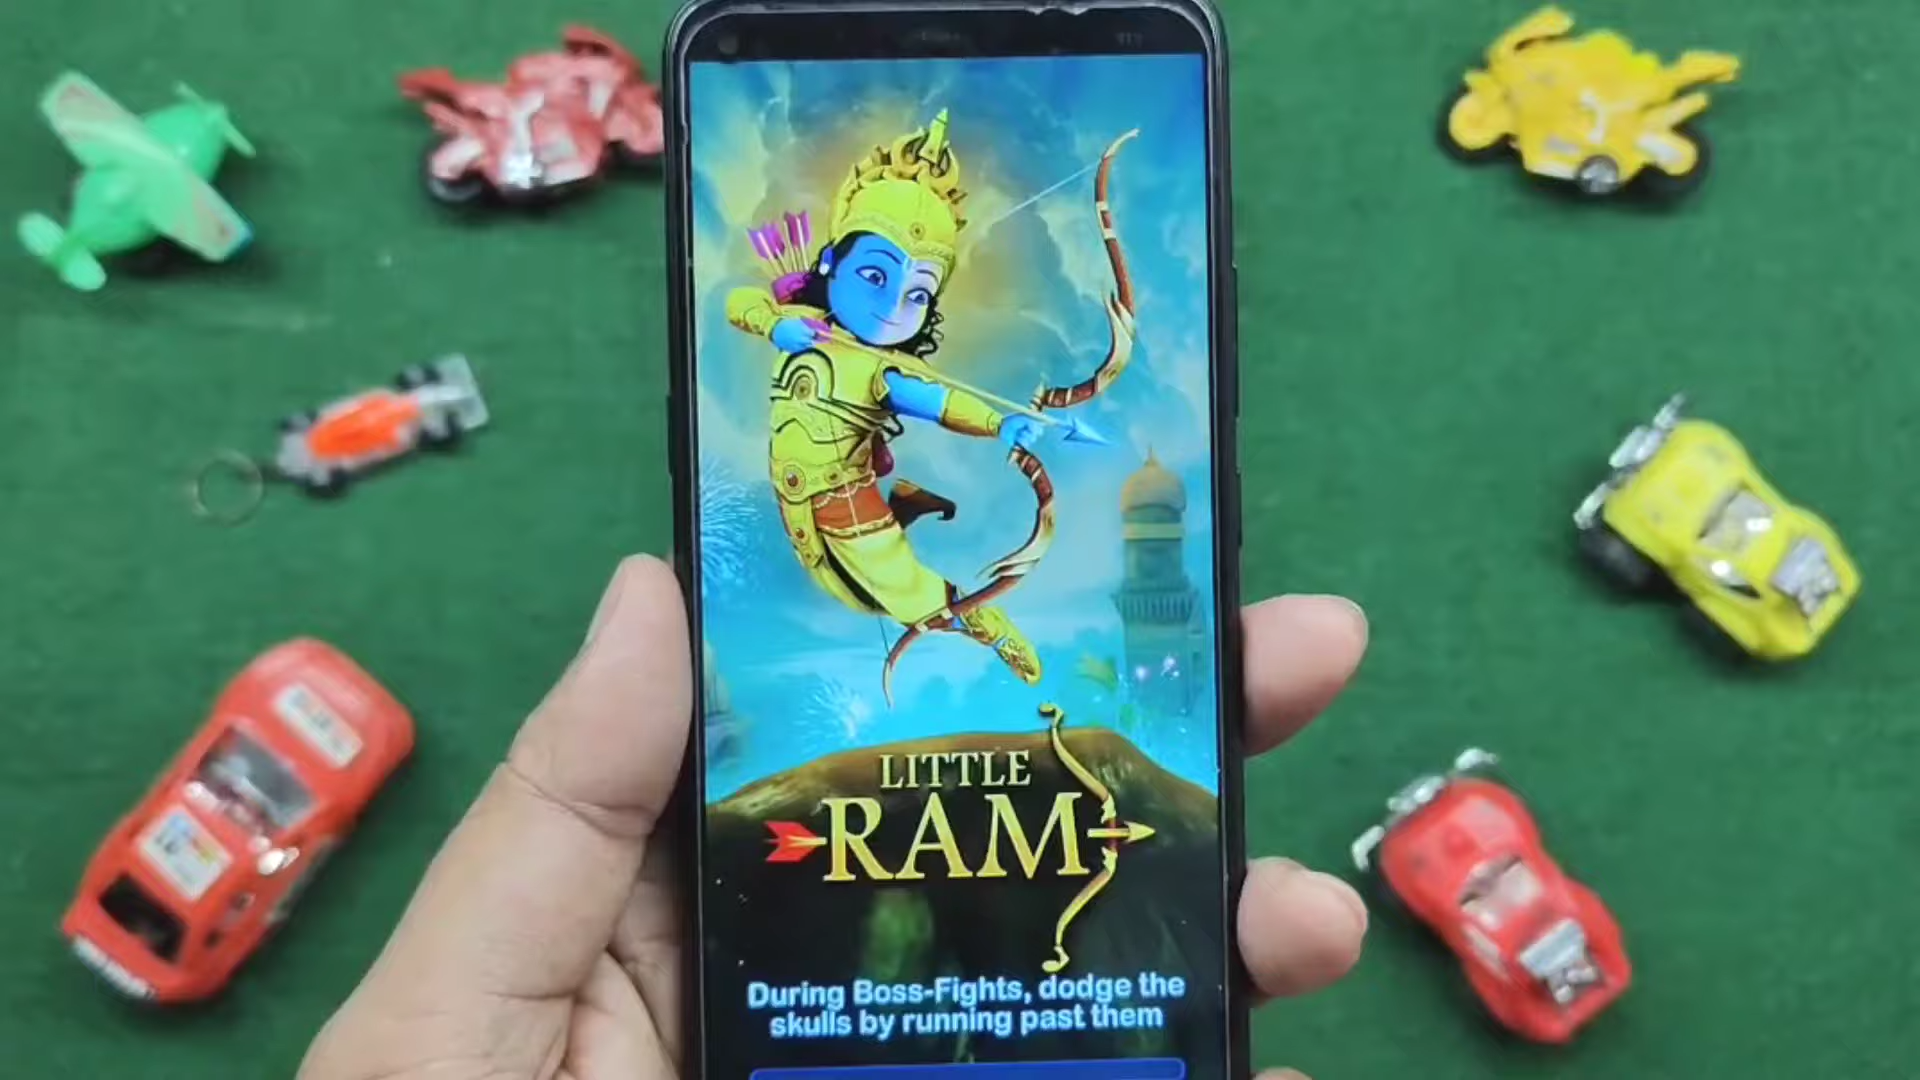 LITTLE
RAM
During Boss-Fights, dodge the
skulls by running past them